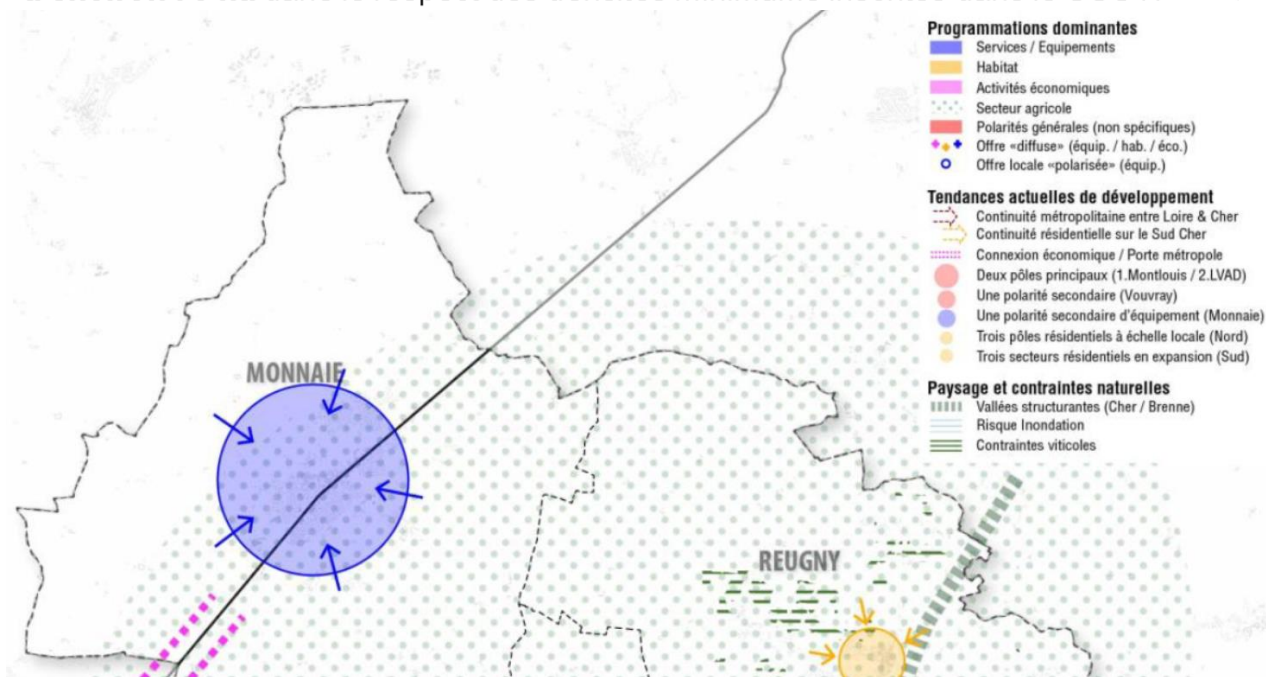 Programmations dominantes
Services / Equipements
Habitat
Activités économiques
Secteur agricole
Polarités générales (non spécifiques)
Offre «diffuse» (équip. / hab. / éco.)
Offre locale «polarisée» (équip.)
Tendances actuelles de développement
Continuité métropolitaine entre Loire & Cher
Continuité résidentielle sur le Sud Cher
Connexion économique / Porte métropole
Deux pôles principaux (1.Montlouis / 2.LVAD)
Une polarité secondaire (Vouvray)
Une polarité secondaire d'équipement (Monnaie)
Trois pôles résidentiels à échelle locale (Nord)
Trois secteurs résidentiels en expansion (Sud)
Paysage et contraintes naturelles
Vallées structurantes (Cher / Brenne)
Risque Inondation
Contraintes viticoles
MONNAIE
REUGNY